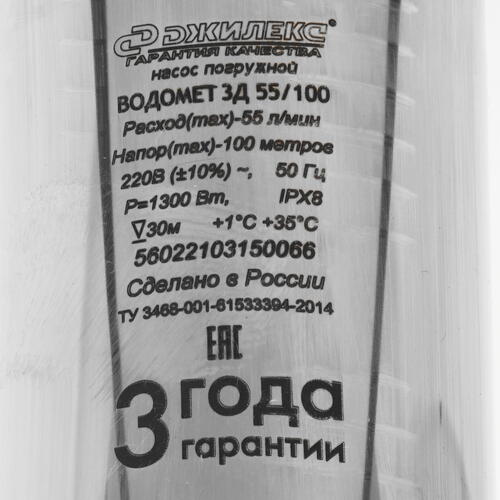 ДЖИЛЕКС®
ГАРАНТИЯ КАЧЕСТВА
насос погружной
ВОДОМЕТ 3Д 55/100
Расход(max)-55 л/мин
Напор(max)-100 метров
220В (±10%) ~, 50 Гц
P=1300 Вт, IPX8
∇30м +1°C +35°C
56022103150066
Сделано в России
ТУ 3468-001-61533394-2014
EAC
3 года
гарантии